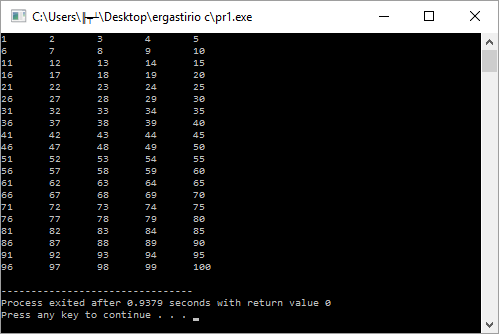 C:\Users\╠┬┴\Desktop\ergastirio c\pr1.exe
1 2 3 4 5
6 7 8 9 10
11 12 13 14 15
16 17 18 19 20
21 22 23 24 25
26 27 28 29 30
31 32 33 34 35
36 37 38 39 40
41 42 43 44 45
46 47 48 49 50
51 52 53 54 55
56 57 58 59 60
61 62 63 64 65
66 67 68 69 70
71 72 73 74 75
76 77 78 79 80
81 82 83 84 85
86 87 88 89 90
91 92 93 94 95
96 97 98 99 100
--------------------------------
Process exited after 0.9379 seconds with return value 0
Press any key to continue . . .